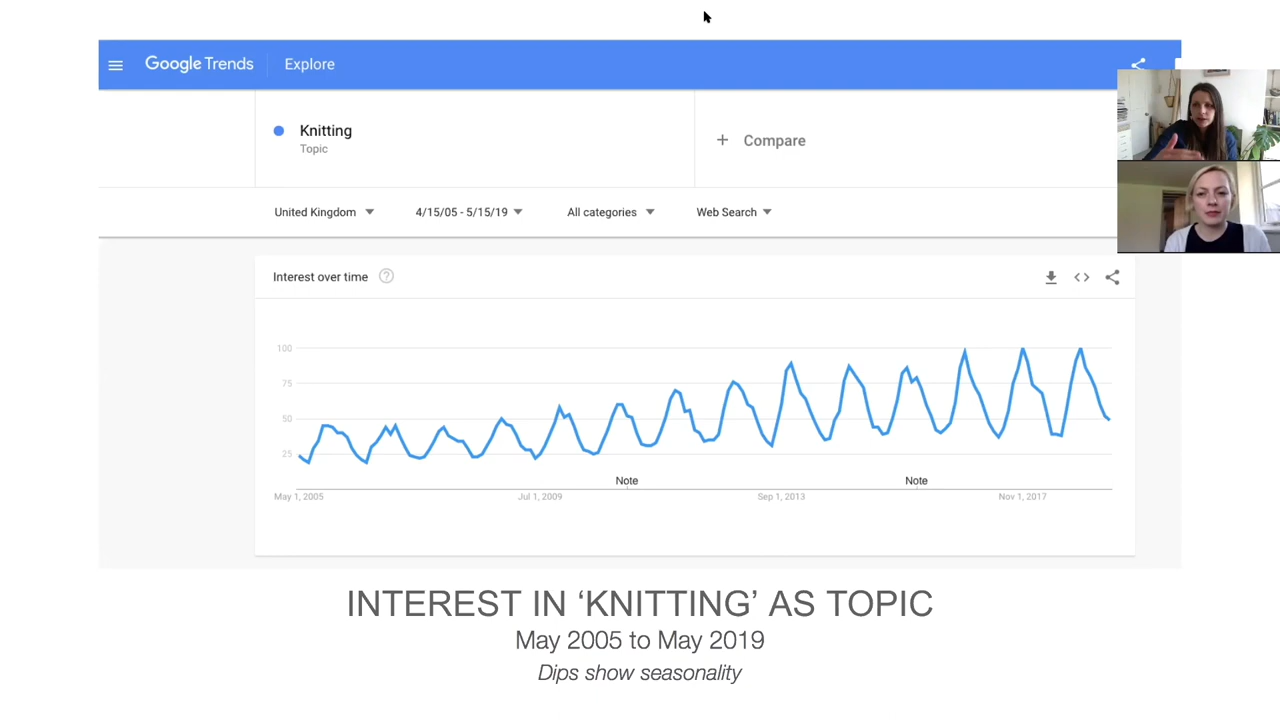 Google Trends
Explore
Knitting
Topic
+ Compare
United Kingdom
4/15/05 - 5/15/19
All categories
Web Search
Interest over time
100
75
50
25
Note
Note
May 1, 2005
Jul 1, 2009
Sep 1, 2013
Nov 1, 2017
INTEREST IN ‘KNITTING’ AS TOPIC
May 2005 to May 2019
Dips show seasonality